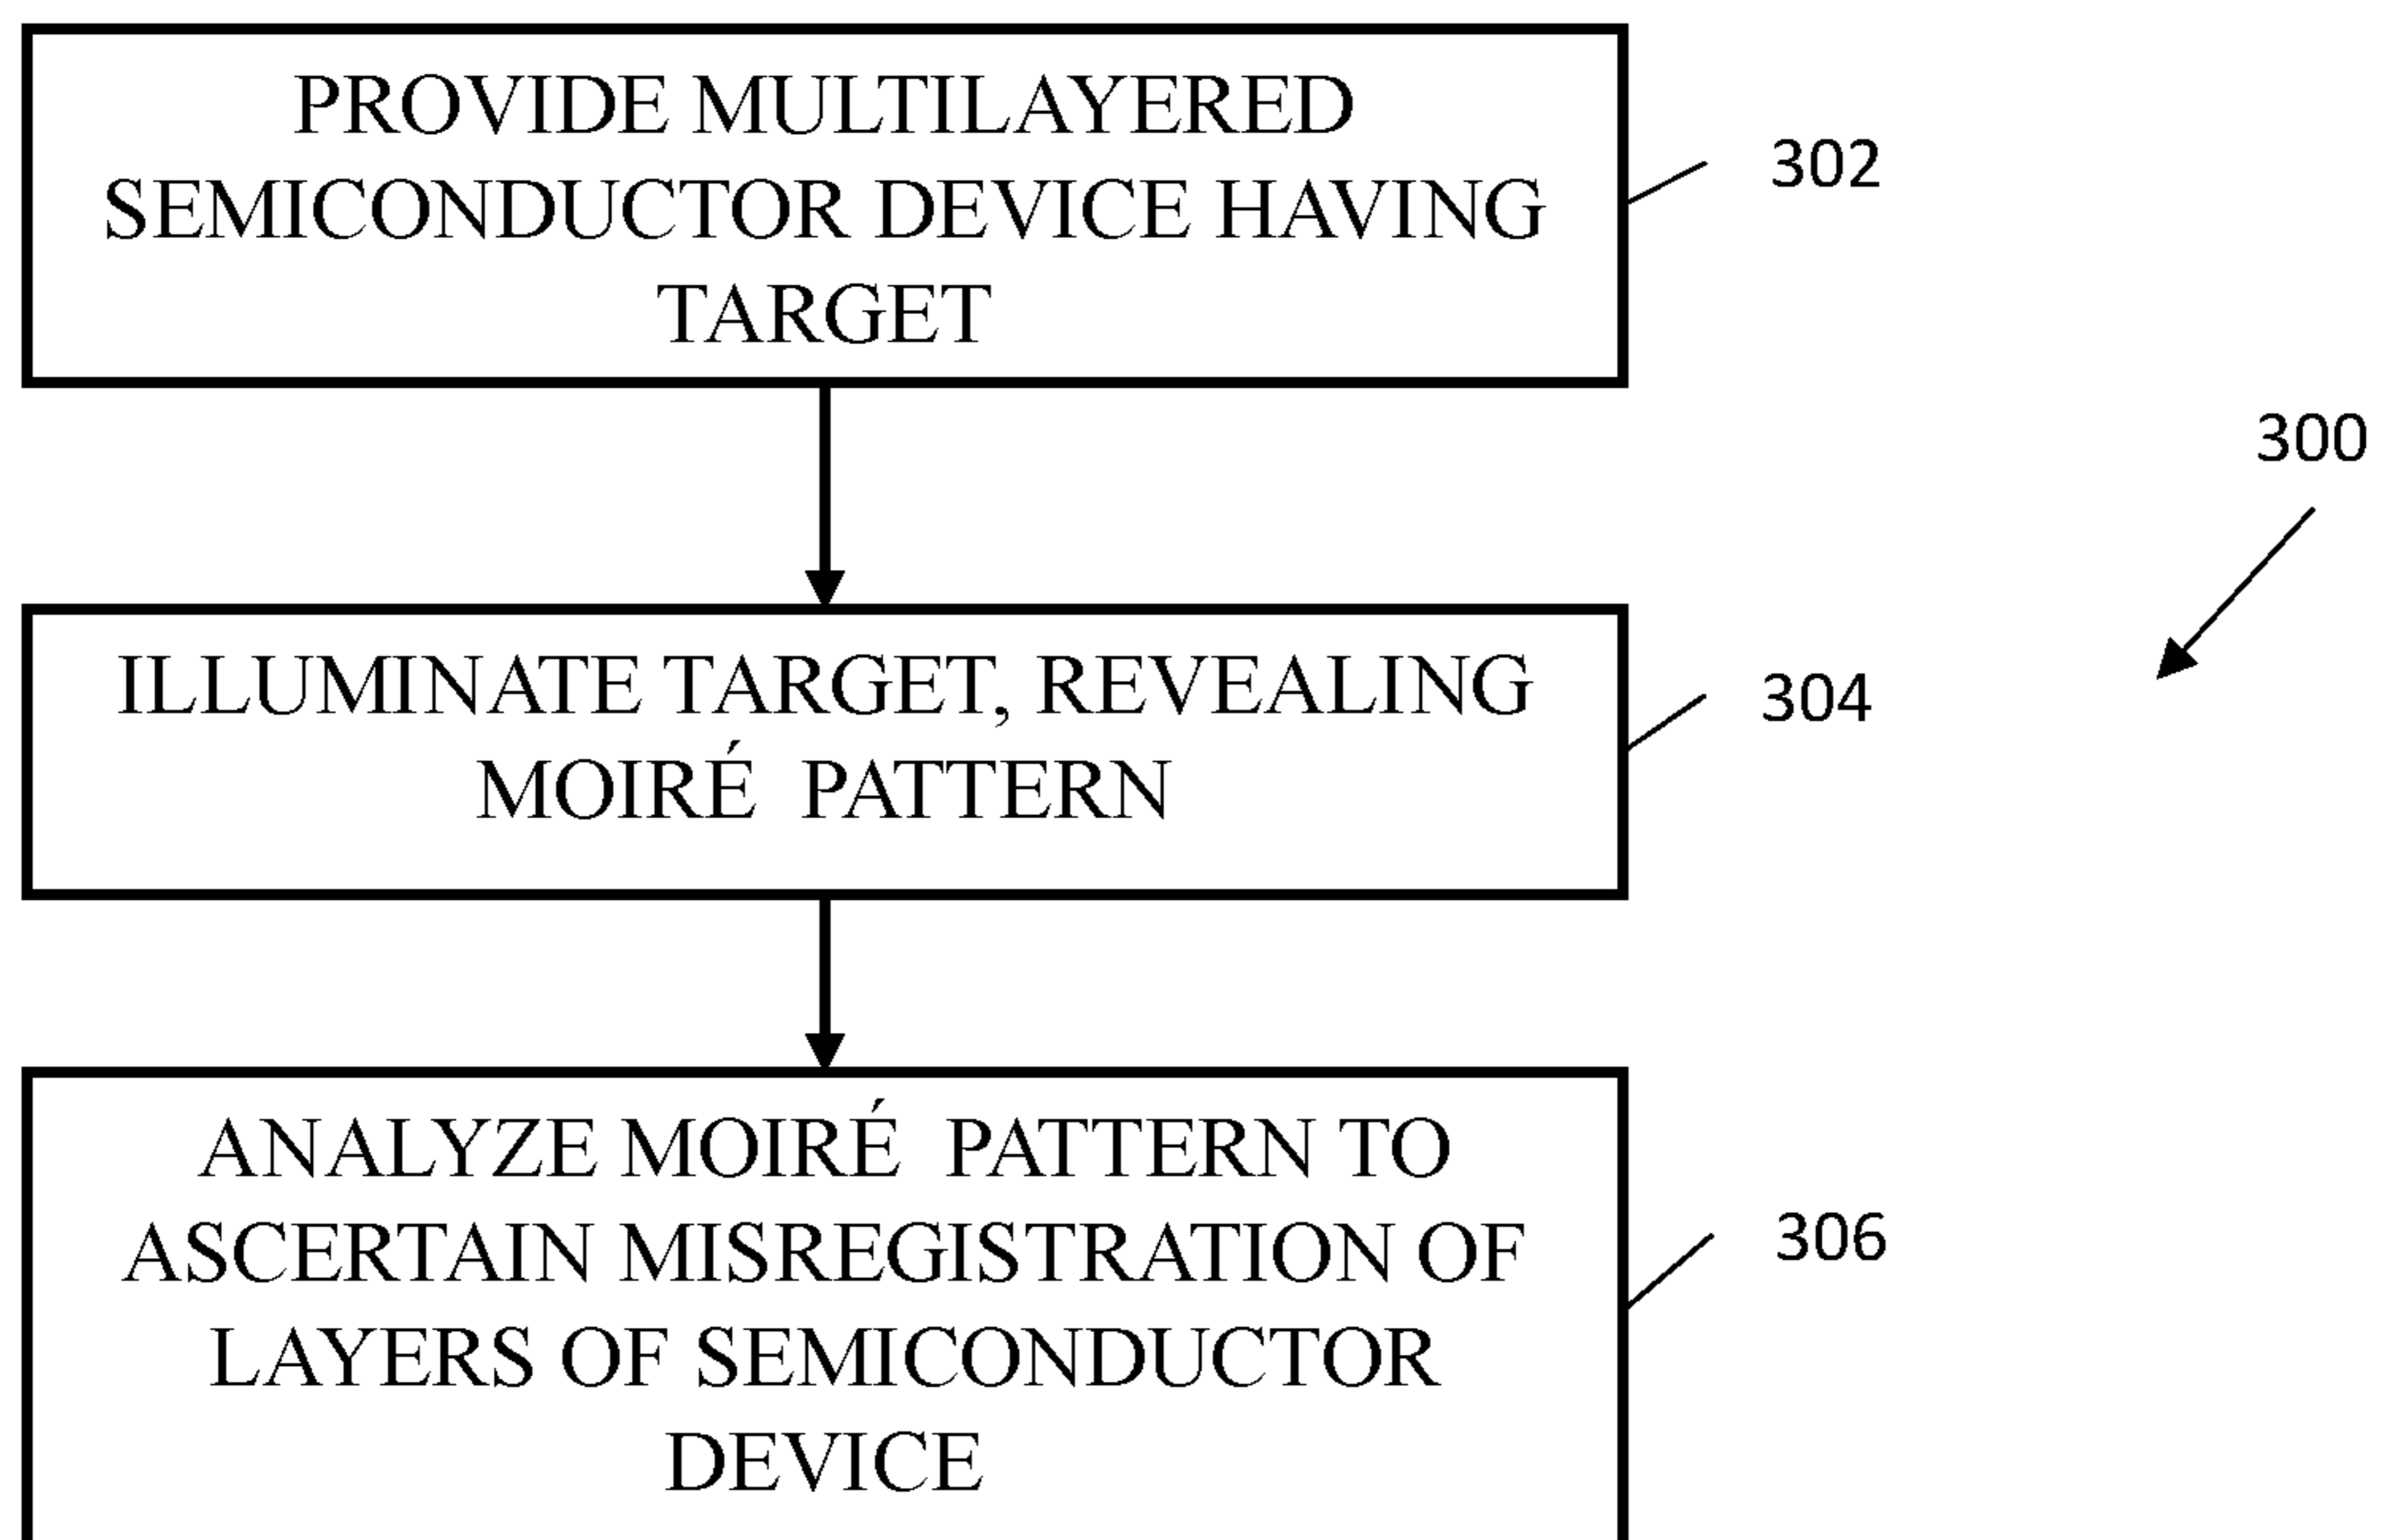 PROVIDE MULTILAYERED
SEMICONDUCTOR DEVICE HAVING
TARGET
302
300
ILLUMINATE TARGET, REVEALING
MOIRÉ PATTERN
304
ANALYZE MOIRÉ PATTERN TO
ASCERTAIN MISREGISTRATION OF
LAYERS OF SEMICONDUCTOR
DEVICE
306